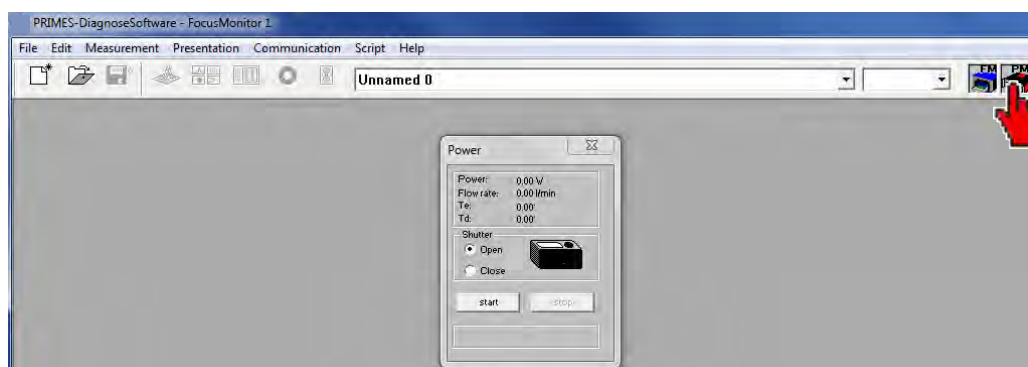 PRIMES-DiagnoseSoftware - FocusMonitor 1
File Edit Measurement Presentation Communication Script Help
Unnamed 0
FM PM
Power
Power: 0,00 W
Flow rate: 0.00 l/min
Te: 0.00°
Td: 0.00°
Shutter
Open
Close
start stop